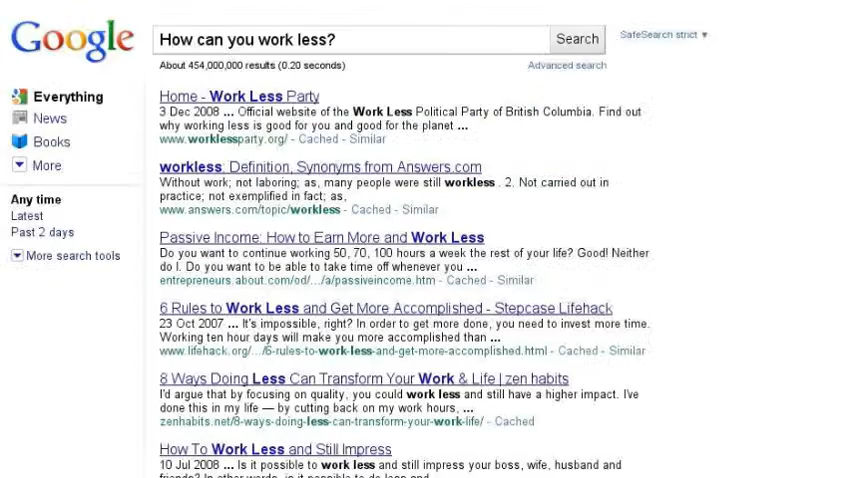 Google
How can you work less?
Search
SafeSearch strict ▼
About 454,000,000 results (0.20 seconds)
Advanced search
Everything
News
Books
More
Any time
Latest
Past 2 days
More search tools
Home - Work Less Party
3 Dec 2008 ... Official website of the Work Less Political Party of British Columbia. Find out
why working less is good for you and good for the planet ...
www.worklessparty.org/ - Cached - Similar
workless: Definition, Synonyms from Answers.com
Without work; not laboring; as, many people were still workless . 2. Not carried out in
practice; not exemplified in fact; as,
www.answers.com/topic/workless - Cached - Similar
Passive Income: How to Earn More and Work Less
Do you want to continue working 50, 70, 100 hours a week the rest of your life? Good! Neither
do I. Do you want to be able to take time off whenever you ...
entrepreneurs.about.com/od/.../a/passiveincome.htm - Cached - Similar
6 Rules to Work Less and Get More Accomplished - Stepcase Lifehack
23 Oct 2007 ... It's impossible, right? In order to get more done, you need to invest more time.
Working ten hour days will make you more accomplished than ...
www.lifehack.org/.../6-rules-to-work-less-and-get-more-accomplished.html - Cached - Similar
8 Ways Doing Less Can Transform Your Work & Life | zen habits
I'd argue that by focusing on quality, you could work less and still have a higher impact. I've
done this in my life — by cutting back on my work hours, ...
zenhabits.net/8-ways-doing-less-can-transform-your-work-life/ - Cached
How To Work Less and Still Impress
10 Jul 2008 ... Is it possible to work less and still impress your boss, wife, husband and
friends? In other words, is it possible to do less and